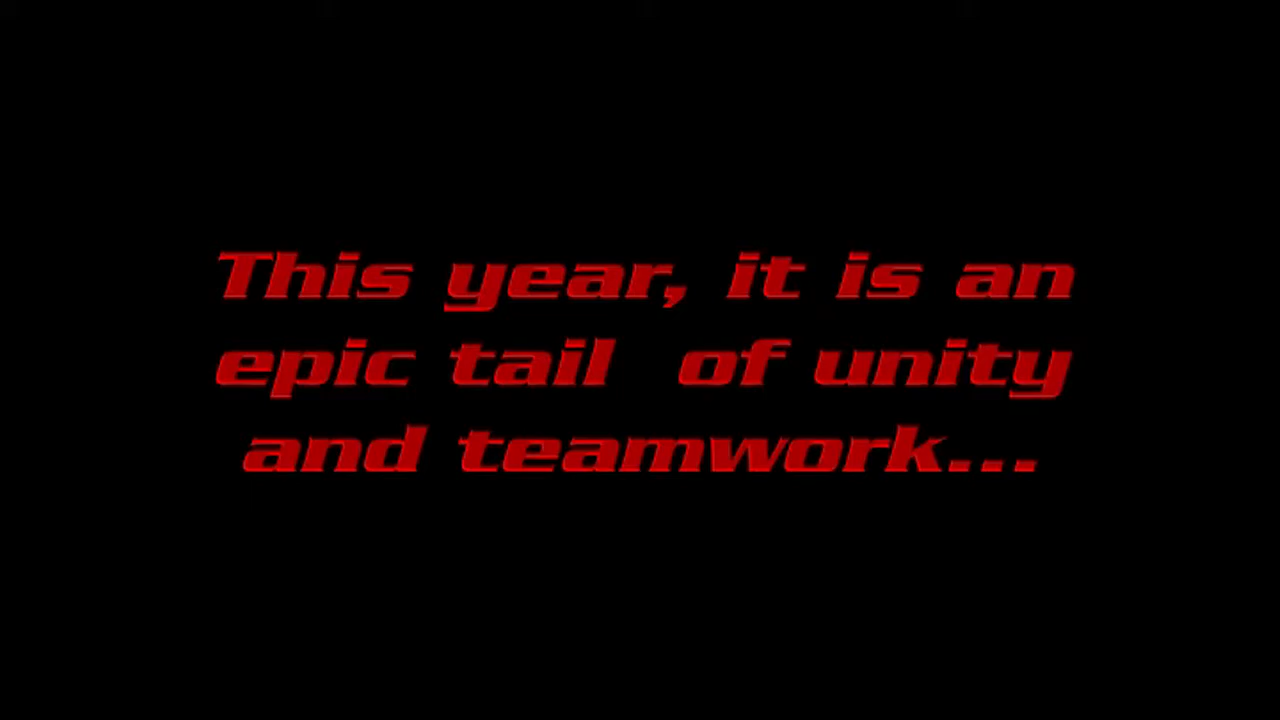 This year, it is an
epic tail  of unity
and teamwork...